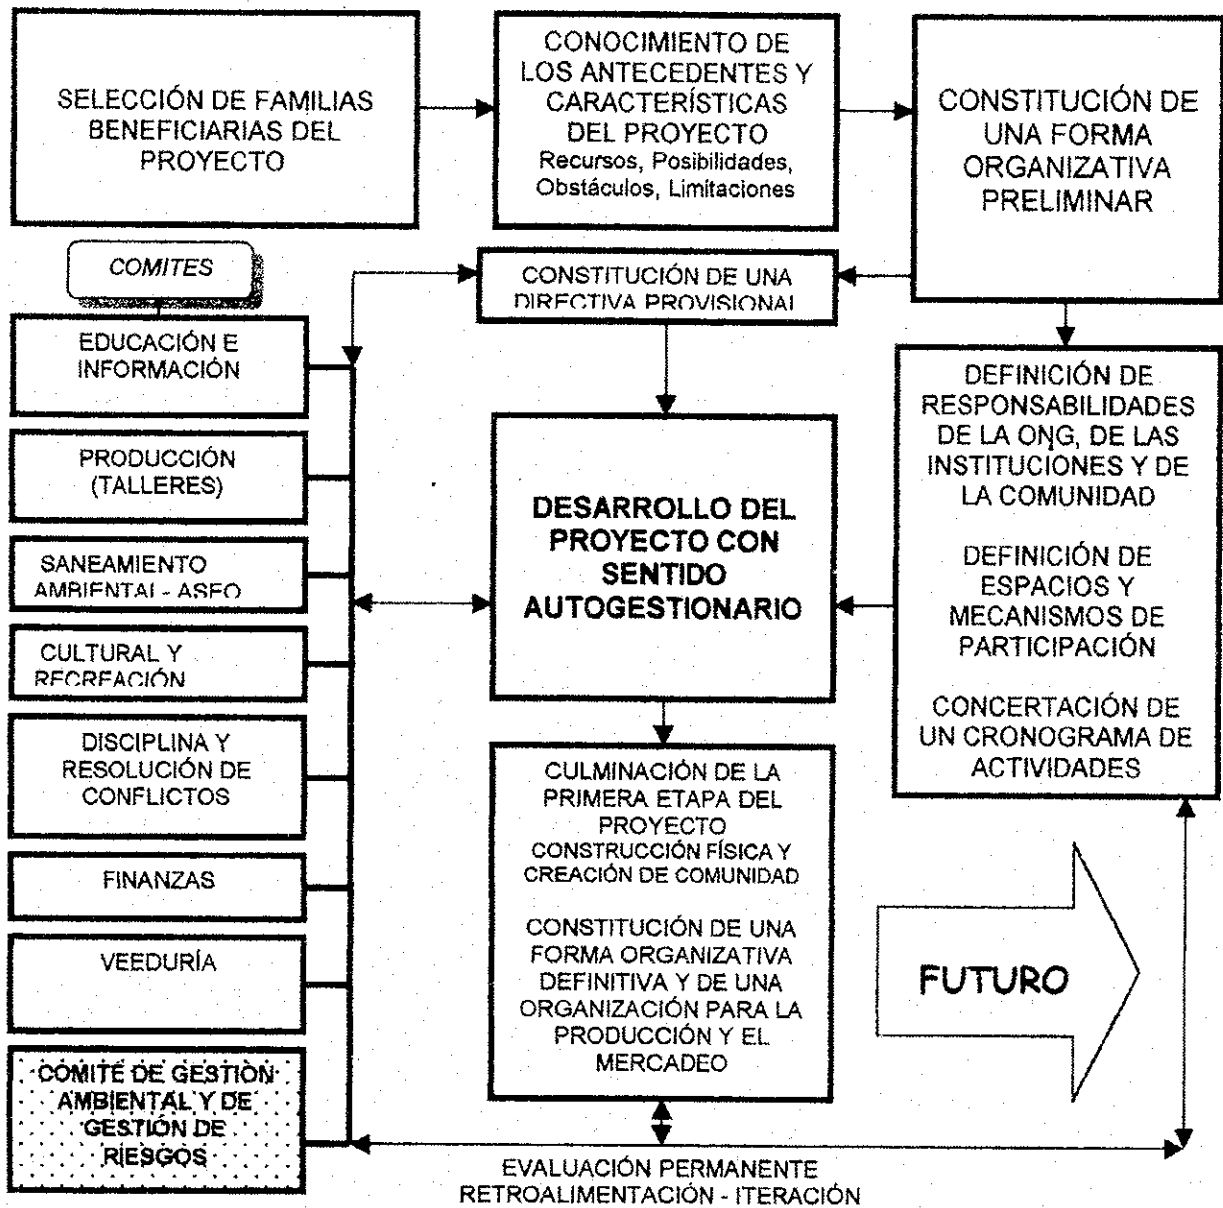 SELECCIÓN DE FAMILIAS
BENEFICIARIAS DEL
PROYECTO
CONOCIMIENTO DE
LOS ANTECEDENTES Y
CARACTERÍSTICAS
DEL PROYECTO
Recursos, Posibilidades,
Obstáculos, Limitaciones
CONSTITUCIÓN DE
UNA FORMA
ORGANIZATIVA
PRELIMINAR
COMITES
CONSTITUCIÓN DE UNA
DIRECTIVA PROVISIONAL
EDUCACIÓN E
INFORMACIÓN
PRODUCCIÓN
(TALLERES)
SANEAMIENTO
AMBIENTAL - ASEO
CULTURAL Y
RECREACIÓN
DISCIPLINA Y
RESOLUCIÓN DE
CONFLICTOS
FINANZAS
VEEDURÍA
COMITÉ DE GESTIÓN
AMBIENTAL Y DE
GESTIÓN DE
RIESGOS
DESARROLLO DEL
PROYECTO CON
SENTIDO
AUTOGESTIONARIO
DEFINICIÓN DE
RESPONSABILIDADES
DE LA ONG, DE LAS
INSTITUCIONES Y DE
LA COMUNIDAD
DEFINICIÓN DE
ESPACIOS Y
MECANISMOS DE
PARTICIPACIÓN
CONCERTACIÓN DE
UN CRONOGRAMA DE
ACTIVIDADES
CULMINACIÓN DE LA
PRIMERA ETAPA DEL
PROYECTO
CONSTRUCCIÓN FÍSICA Y
CREACIÓN DE COMUNIDAD
CONSTITUCIÓN DE UNA
FORMA ORGANIZATIVA
DEFINITIVA Y DE UNA
ORGANIZACIÓN PARA LA
PRODUCCIÓN Y EL
MERCADEO
FUTURO
EVALUACIÓN PERMANENTE
RETROALIMENTACIÓN - ITERACIÓN